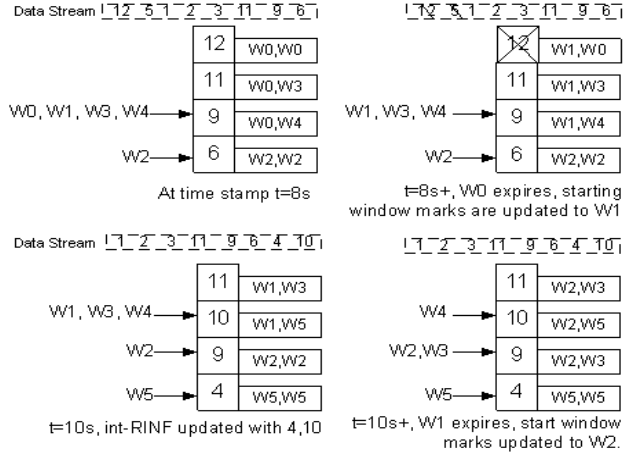 Data Stream 12 5 1 2 3 11 9 6
12 W0,W0
11 W0,W3
W0, W1, W3, W4 9 W0,W4
W2 6 W2,W2
At time stamp t=8s
12 5 1 2 3 11 9 6
12 W1,W0
11 W1,W3
W1, W3, W4 9 W1,W4
W2 6 W2,W2
t=8s+, W0 expires, starting
window marks are updated to W1
Data Stream 1 2 3 11 9 6 4 10
11 W1,W3
W1, W3, W4 10 W1,W5
W2 9 W2,W2
W5 4 W5,W5
t=10s, int-RINF updated with 4,10
1 2 3 11 9 6 4 10
11 W2,W3
W4 10 W2,W5
W2,W3 9 W2,W3
W5 4 W5,W5
t=10s+, W1 expires, start window
marks updated to W2.